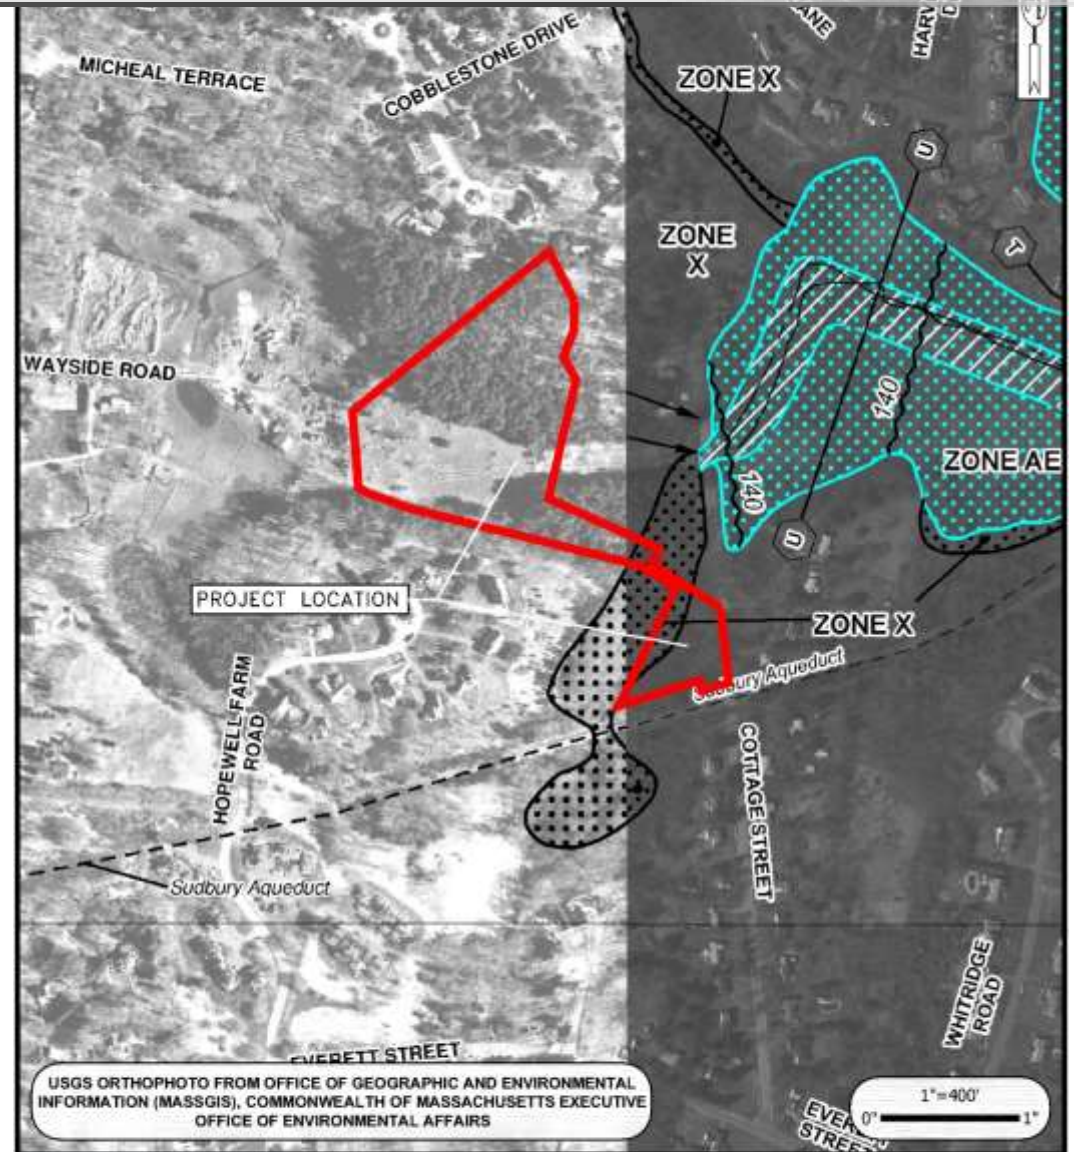 MICHEAL TERRACE
COBBLESTONE DRIVE
ZONE X
N
U
ZONE
X
T
WAYSIDE ROAD
140
ZONE AE
140
U
PROJECT LOCATION
ZONE X
Sudbury Aqueduct
HOPEWELL FARM
ROAD
COTTAGE STREET
Sudbury Aqueduct
WHITRIDGE
ROAD
EVERETT STREET
USGS ORTHOPHOTO FROM OFFICE OF GEOGRAPHIC AND ENVIRONMENTAL
INFORMATION (MASSGIS), COMMONWEALTH OF MASSACHUSETTS EXECUTIVE
OFFICE OF ENVIRONMENTAL AFFAIRS
1"=400'
0" 1"
STREET